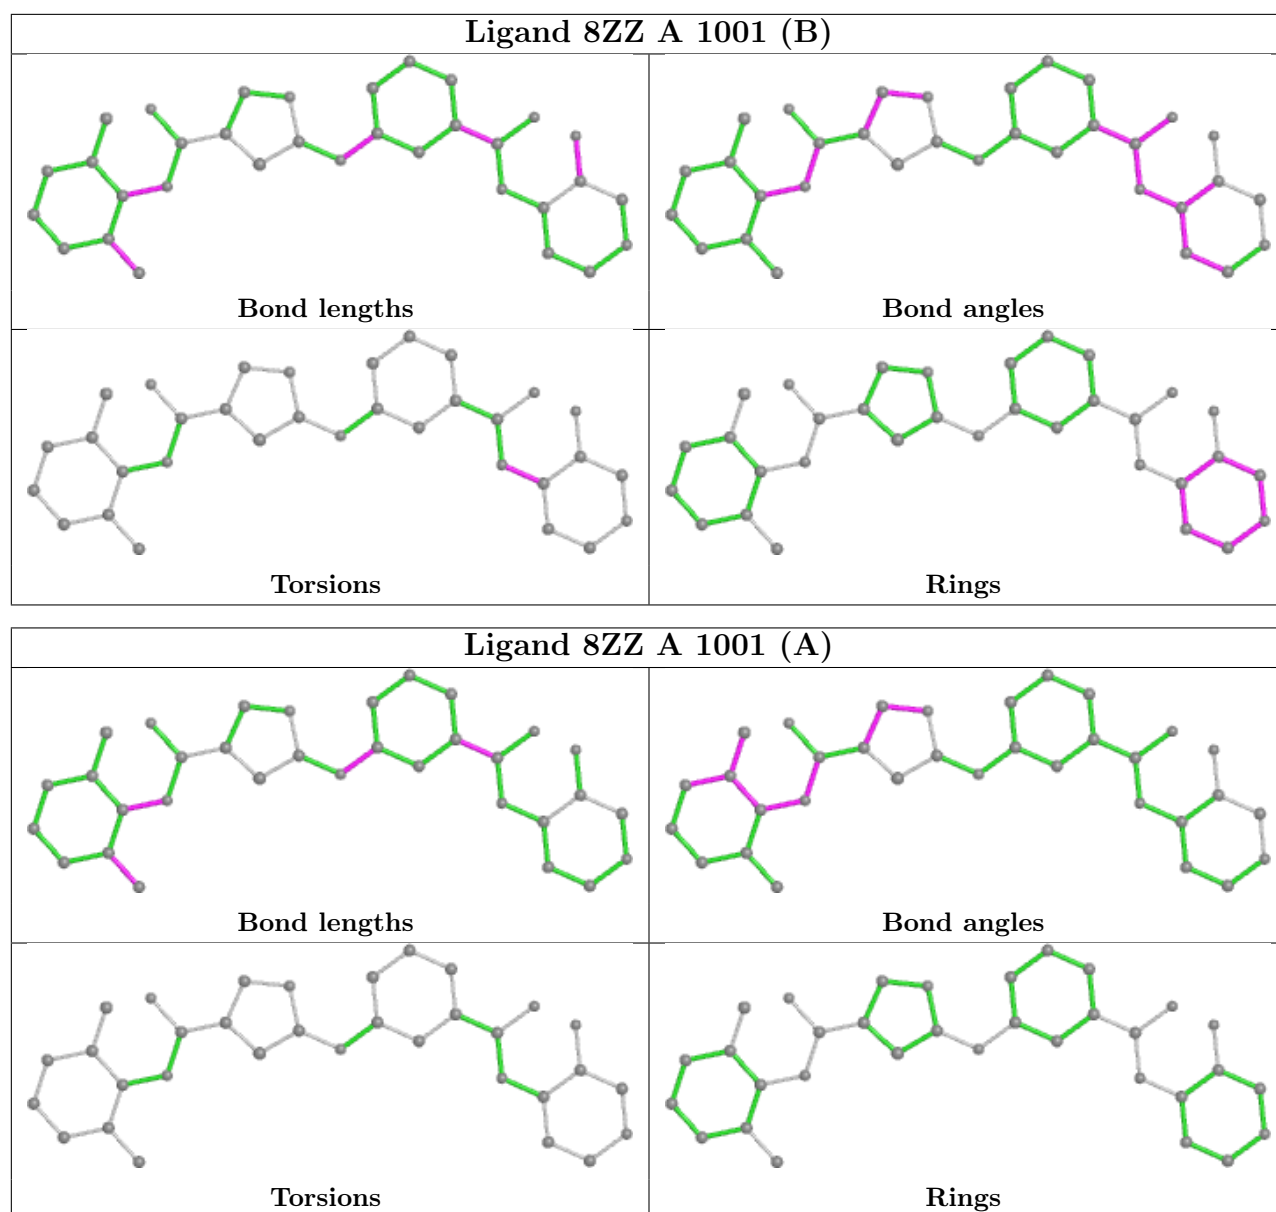 Ligand 8ZZ A 1001 (B)
Bond lengths
Bond angles
Torsions
Rings
Ligand 8ZZ A 1001 (A)
Bond lengths
Bond angles
Torsions
Rings